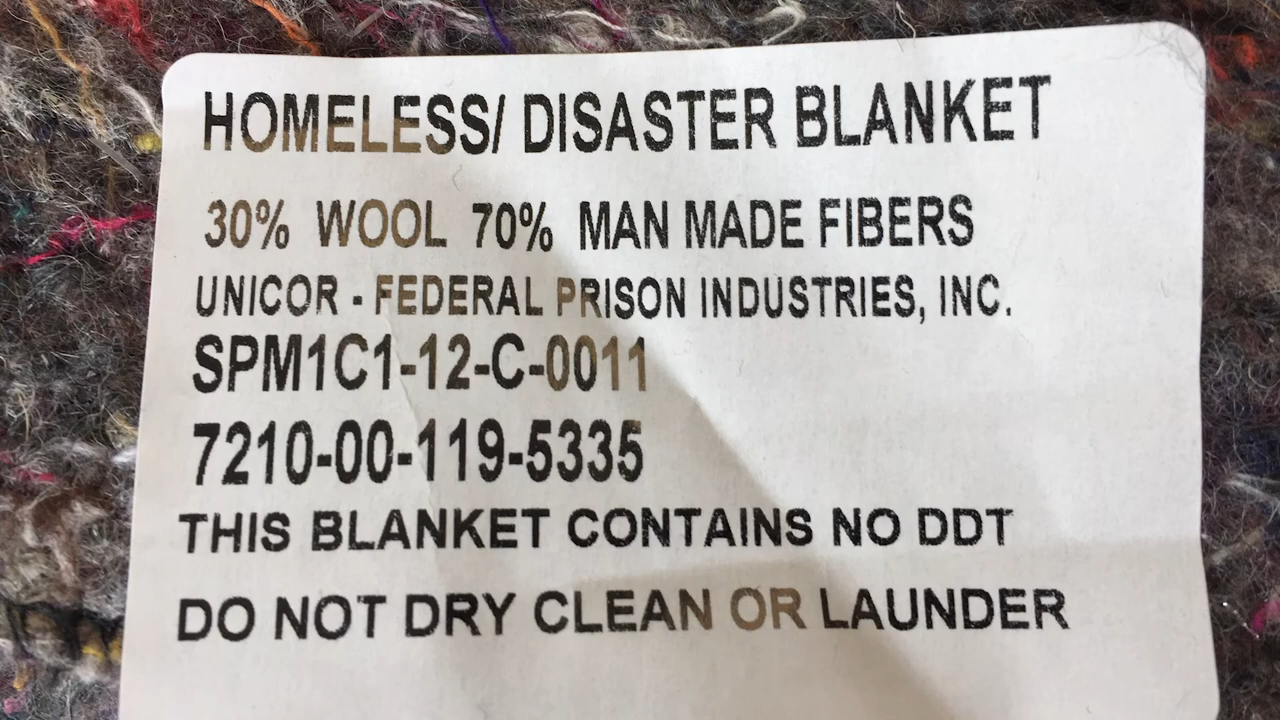 HOMELESS/ DISASTER BLANKET
30% WOOL 70% MAN MADE FIBERS
UNICOR - FEDERAL PRISON INDUSTRIES, INC.
SPM1C1-12-C-0011
7210-00-119-5335
THIS BLANKET CONTAINS NO DDT
DO NOT DRY CLEAN OR LAUNDER